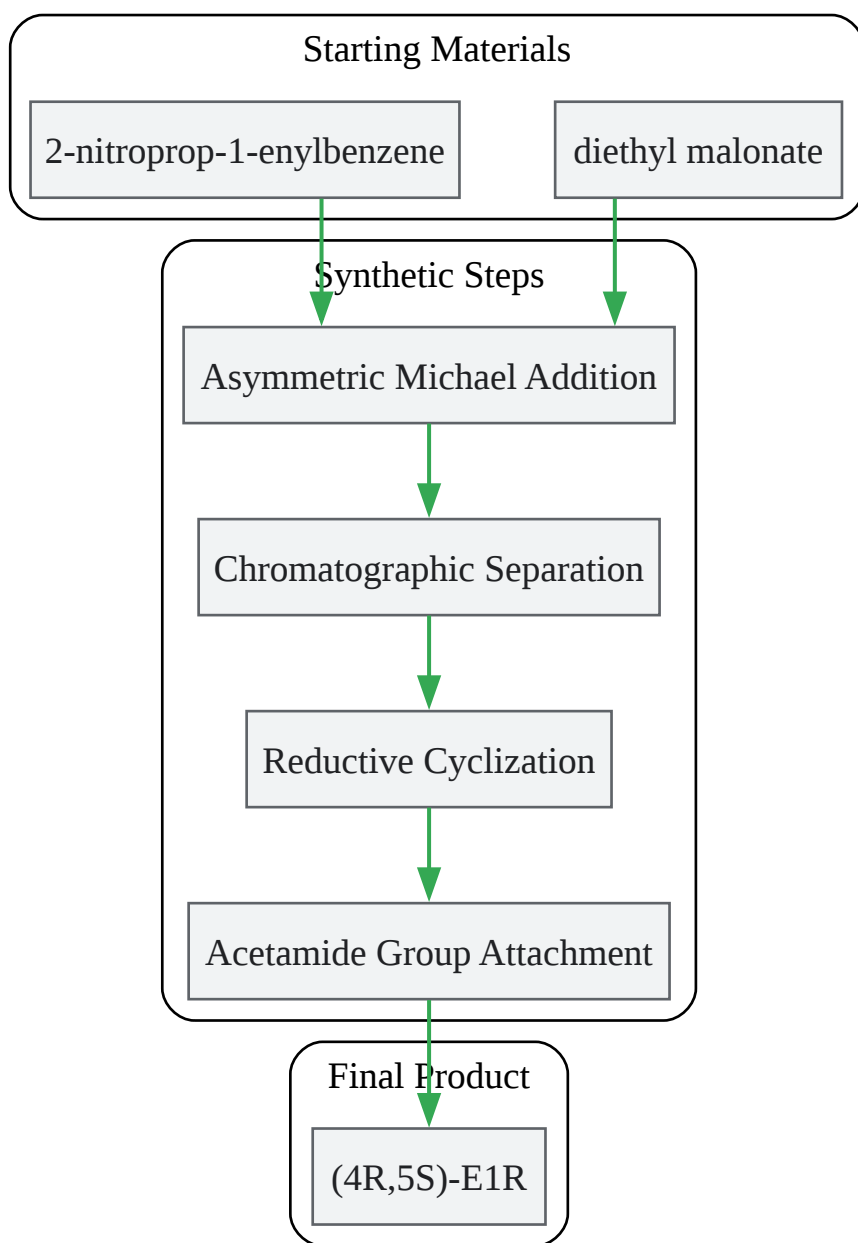 Starting Materials
2-nitroprop-1-enylbenzene
diethyl malonate
Synthetic Steps
Asymmetric Michael Addition
Chromatographic Separation
Reductive Cyclization
Acetamide Group Attachment
Final Product
(4R,5S)-E1R